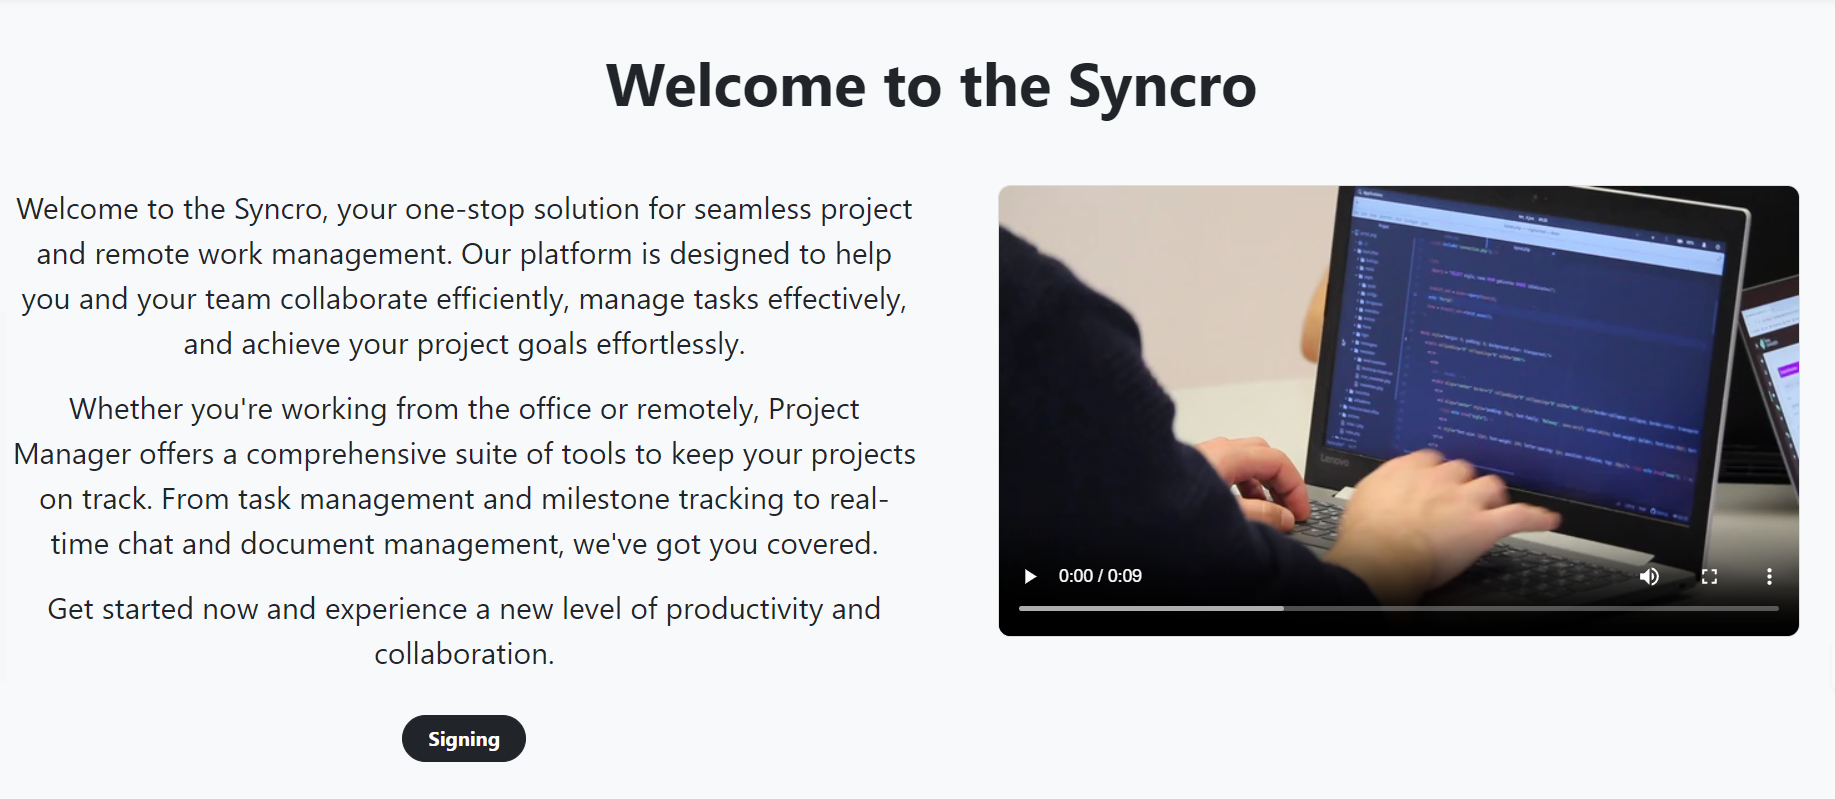 Welcome to the Syncro
Welcome to the Syncro, your one-stop solution for seamless project
and remote work management. Our platform is designed to help
you and your team collaborate efficiently, manage tasks effectively,
and achieve your project goals effortlessly.
Whether you're working from the office or remotely, Project
Manager offers a comprehensive suite of tools to keep your projects
on track. From task management and milestone tracking to real-
time chat and document management, we've got you covered.
Get started now and experience a new level of productivity and
collaboration.
Signing
Lenovo
0:00 / 0:09